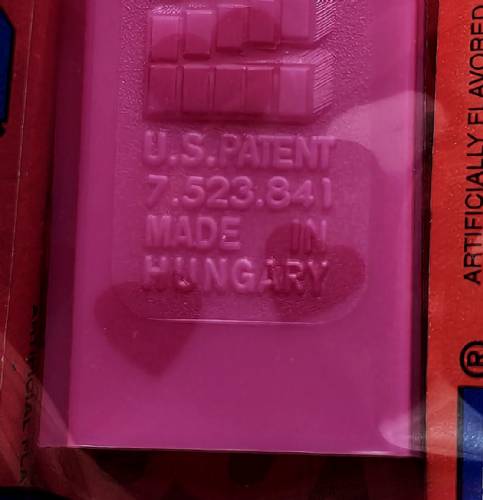 U.S.PATENT
7.523.841
MADE IN
HUNGARY
ARTIFICIALLY FLAVORED
®